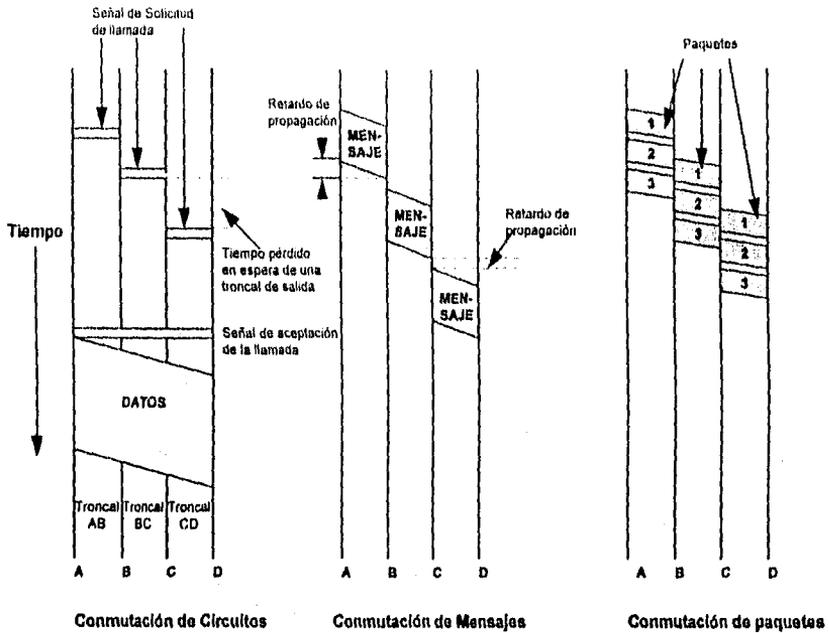 Señal de Solicitud
de llamada
Tiempo
Tiempo pérdido
en espera de una
troncal de salida
Señal de aceptación
de la llamada
DATOS
Troncal
AB
Troncal
BC
Troncal
CD
A
B
C
D
Conmutación de Circuitos
Retardo de
propagación
MEN-
SAJE
MEN-
SAJE
MEN-
SAJE
Retardo de
propagación
A
B
C
D
Conmutación de Mensajes
Paquetes
1
2
3
1
2
3
1
2
3
A
B
C
D
Conmutación de paquetes